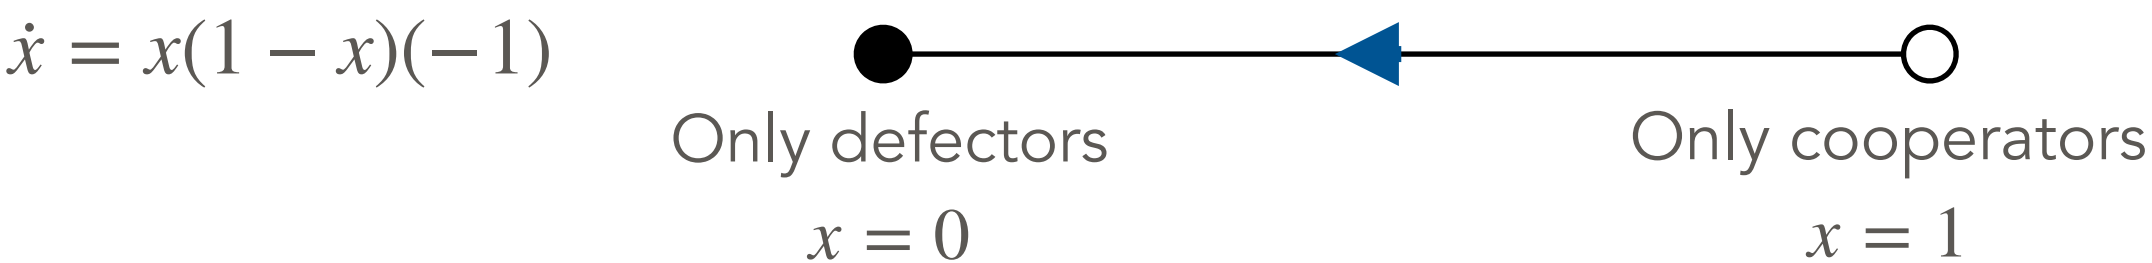 ẋ = x(1 − x)(−1)
Only defectors
x = 0
Only cooperators
x = 1